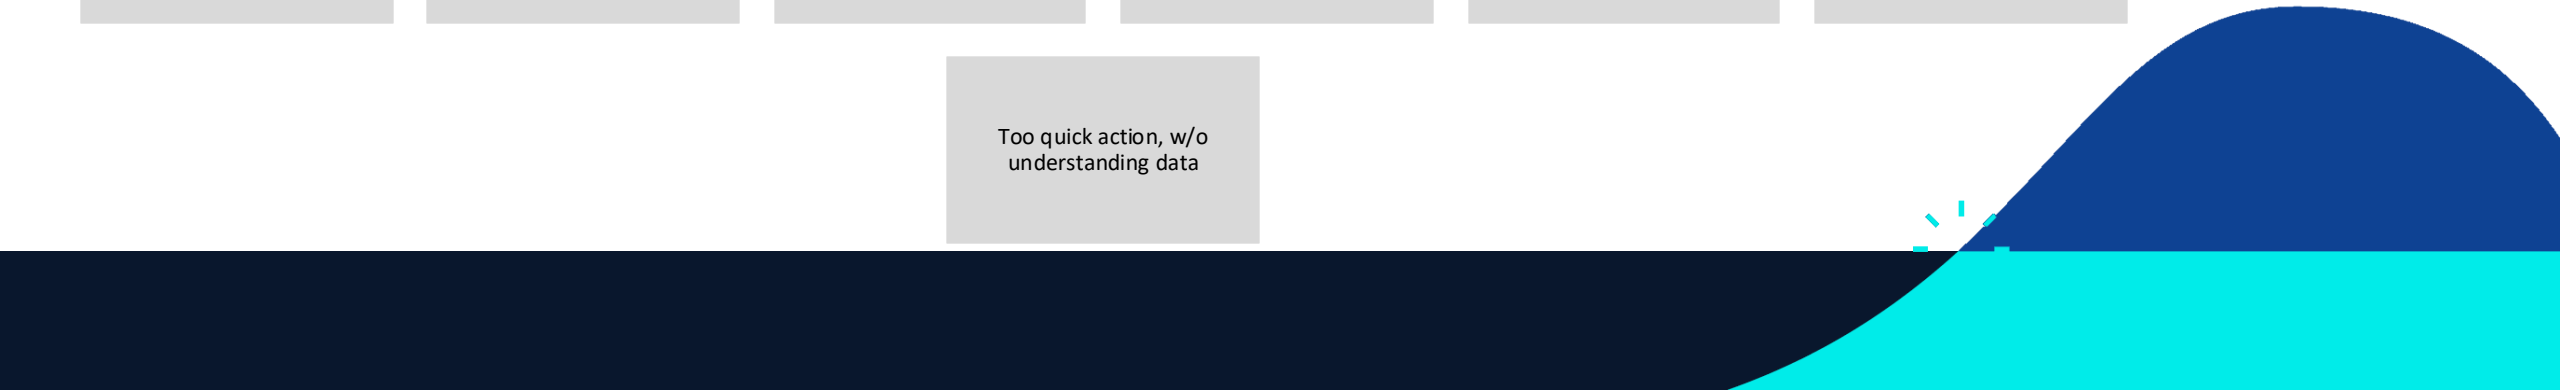 Too quick action, w/o
understanding data